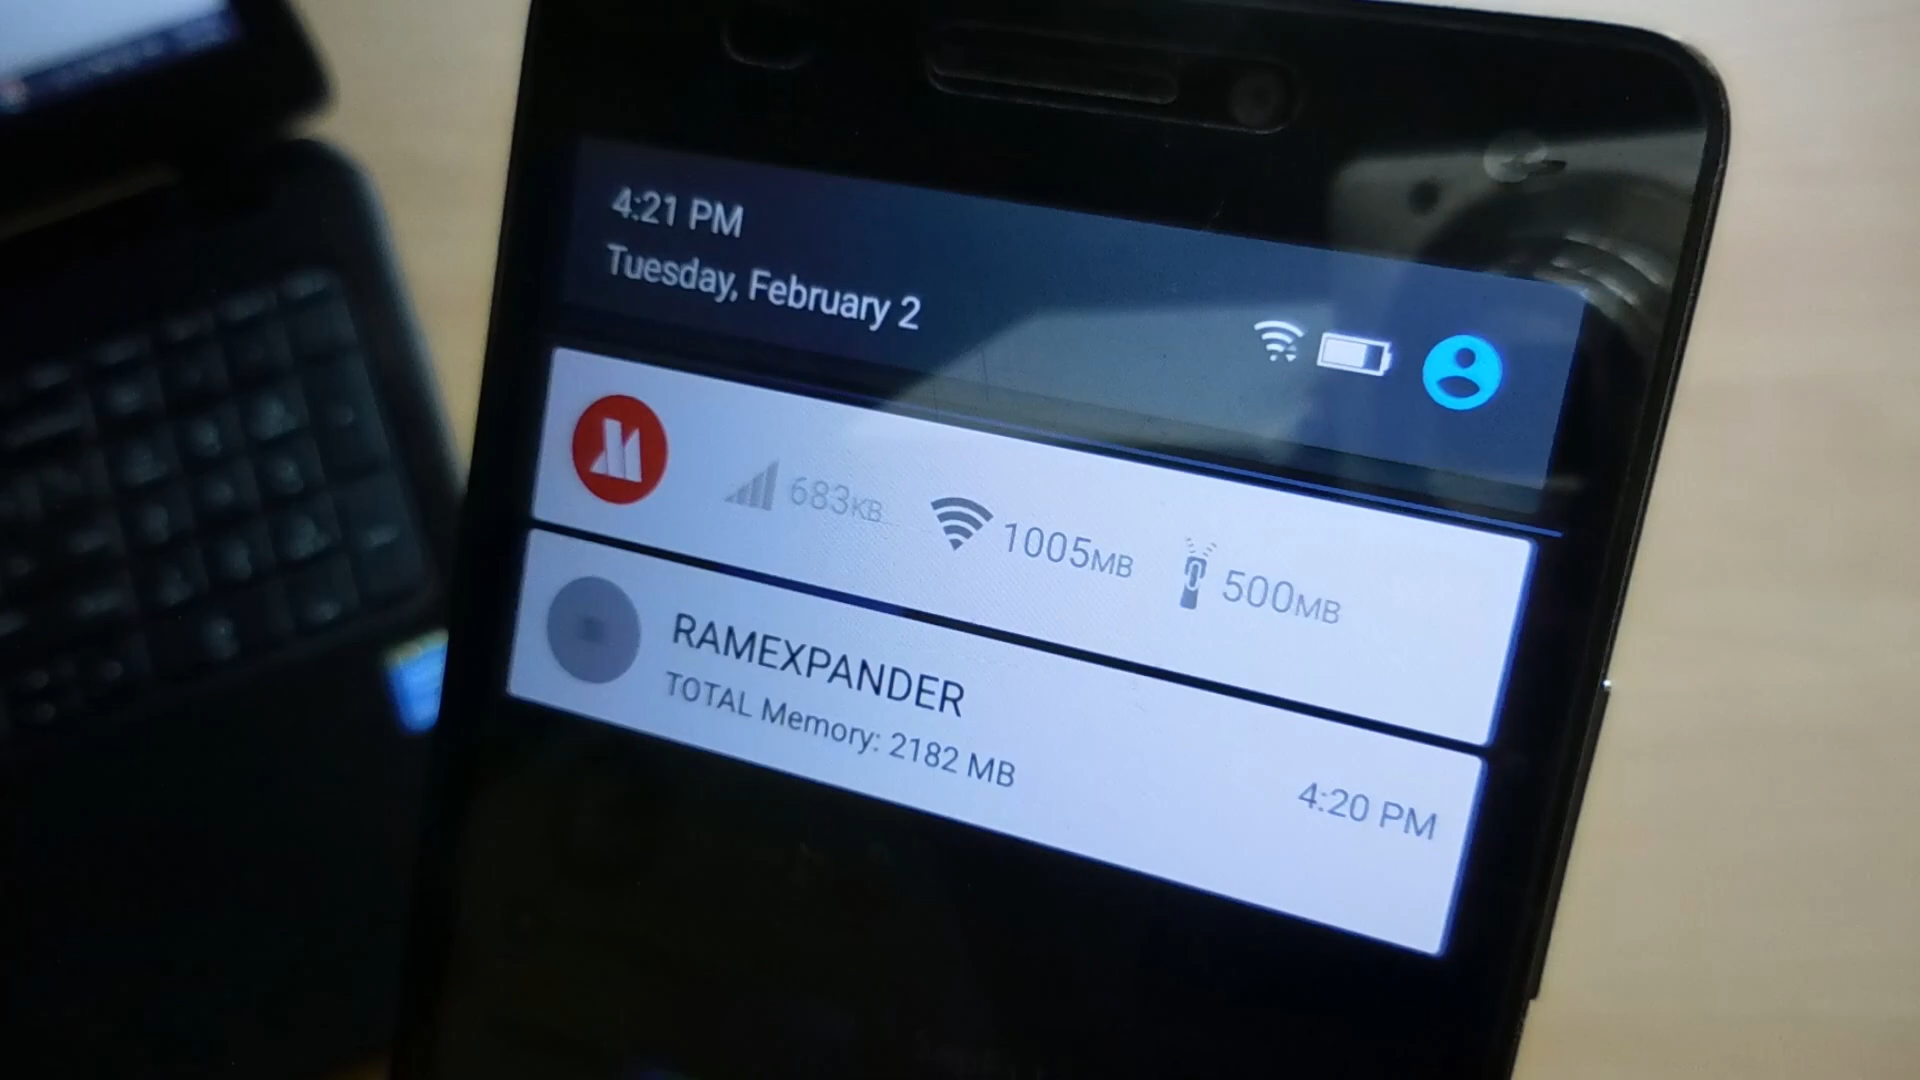 4:21 PM
Tuesday, February 2
683KB 1005MB 500MB
RAMEXPANDER
TOTAL Memory: 2182 MB
4:20 PM